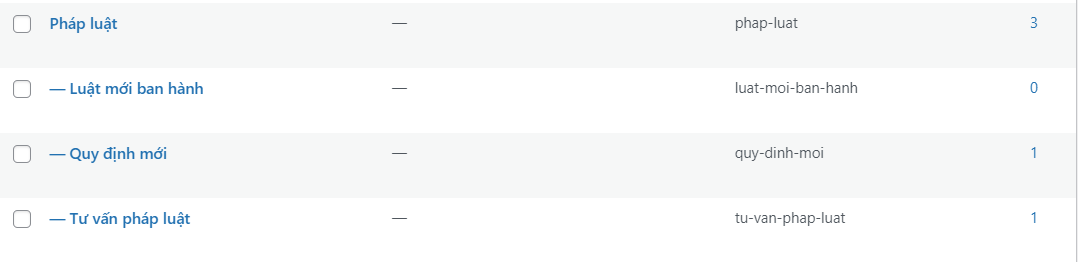 Pháp luật — phap-luat 3
— Luật mới ban hành — luat-moi-ban-hanh 0
— Quy định mới — quy-dinh-moi 1
— Tư vấn pháp luật — tu-van-phap-luat 1